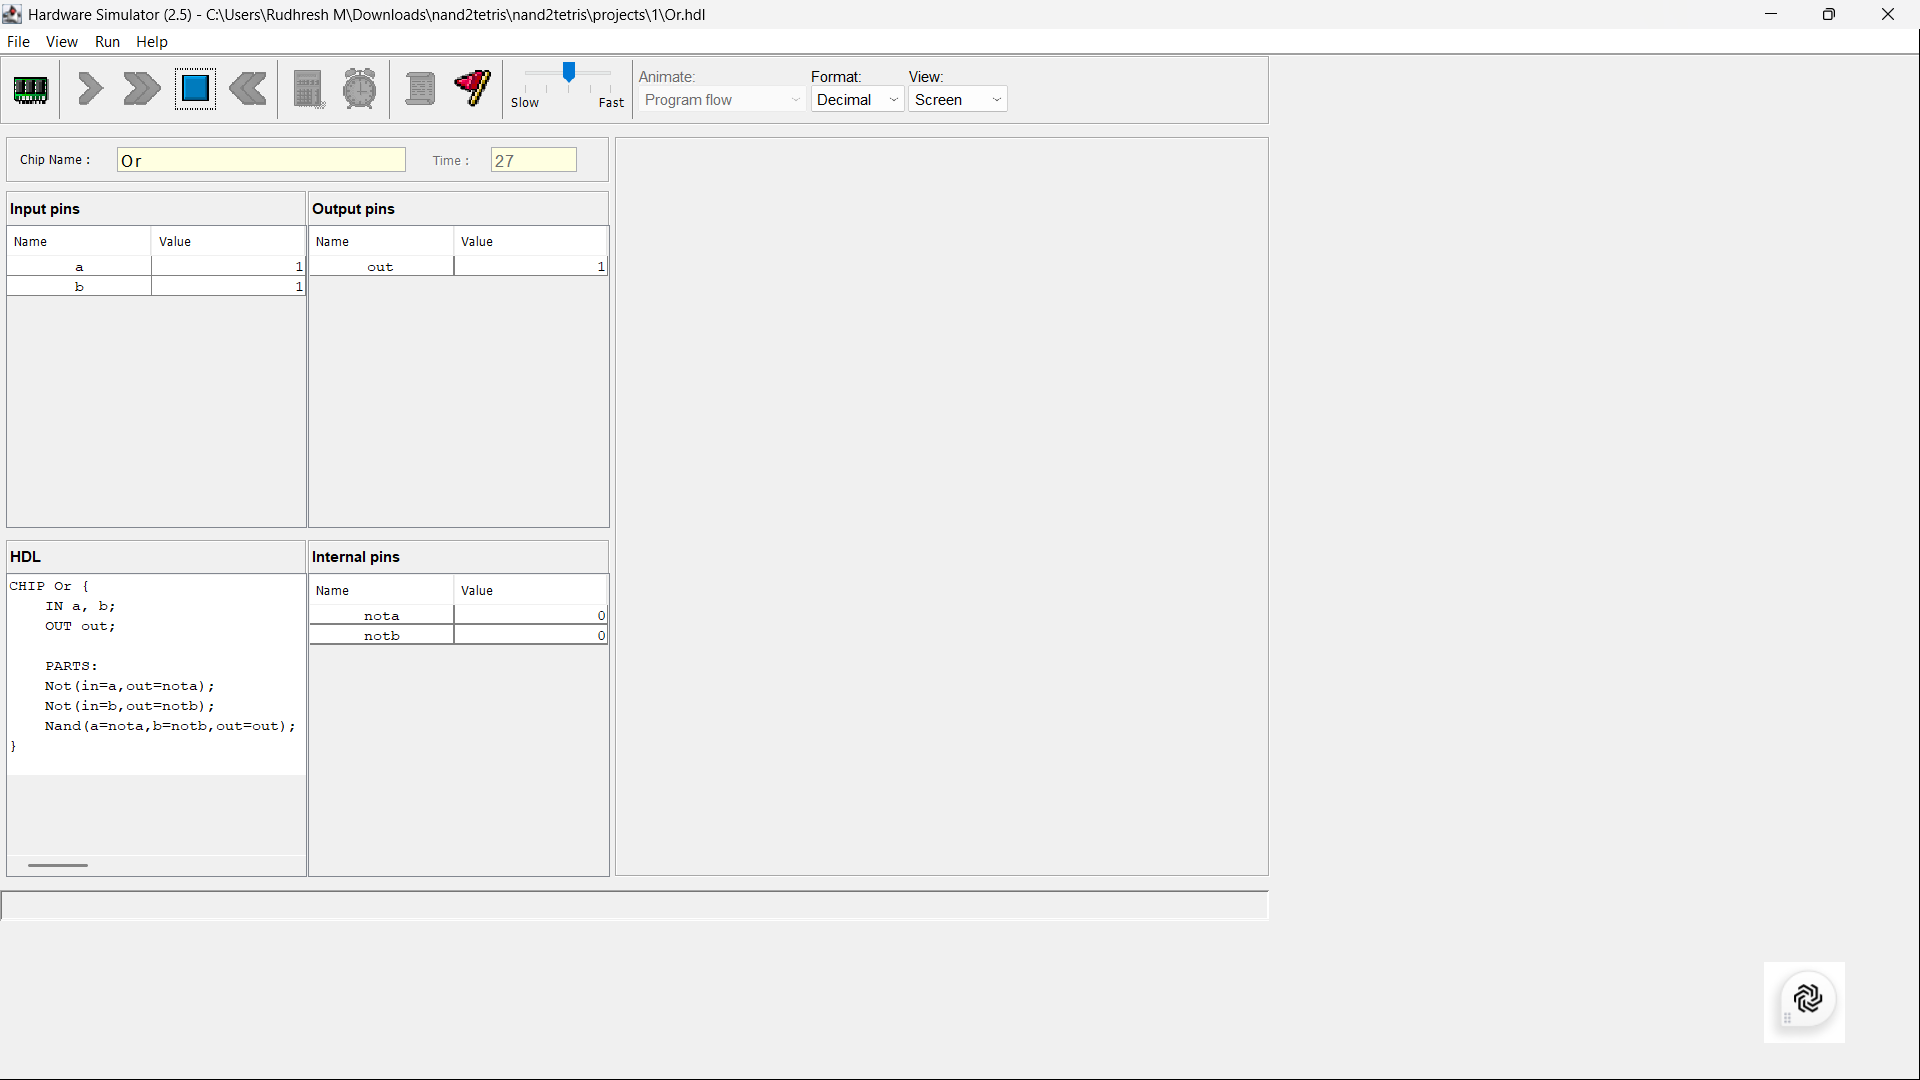 Hardware Simulator (2.5) - C:\Users\Rudhresh M\Downloads\nand2tetris\nand2tetris\projects\1\Or.hdl
File View Run Help
Slow Fast
Animate: Format: View:
Program flow Decimal Screen
Chip Name : Or Time : 27
Input pins Output pins
Name Value Name Value
a 1 out 1
b 1
HDL Internal pins
CHIP Or { Name Value
IN a, b; nota 0
OUT out; notb 0
PARTS:
Not(in=a,out=nota);
Not(in=b,out=notb);
Nand(a=nota,b=notb,out=out);
}